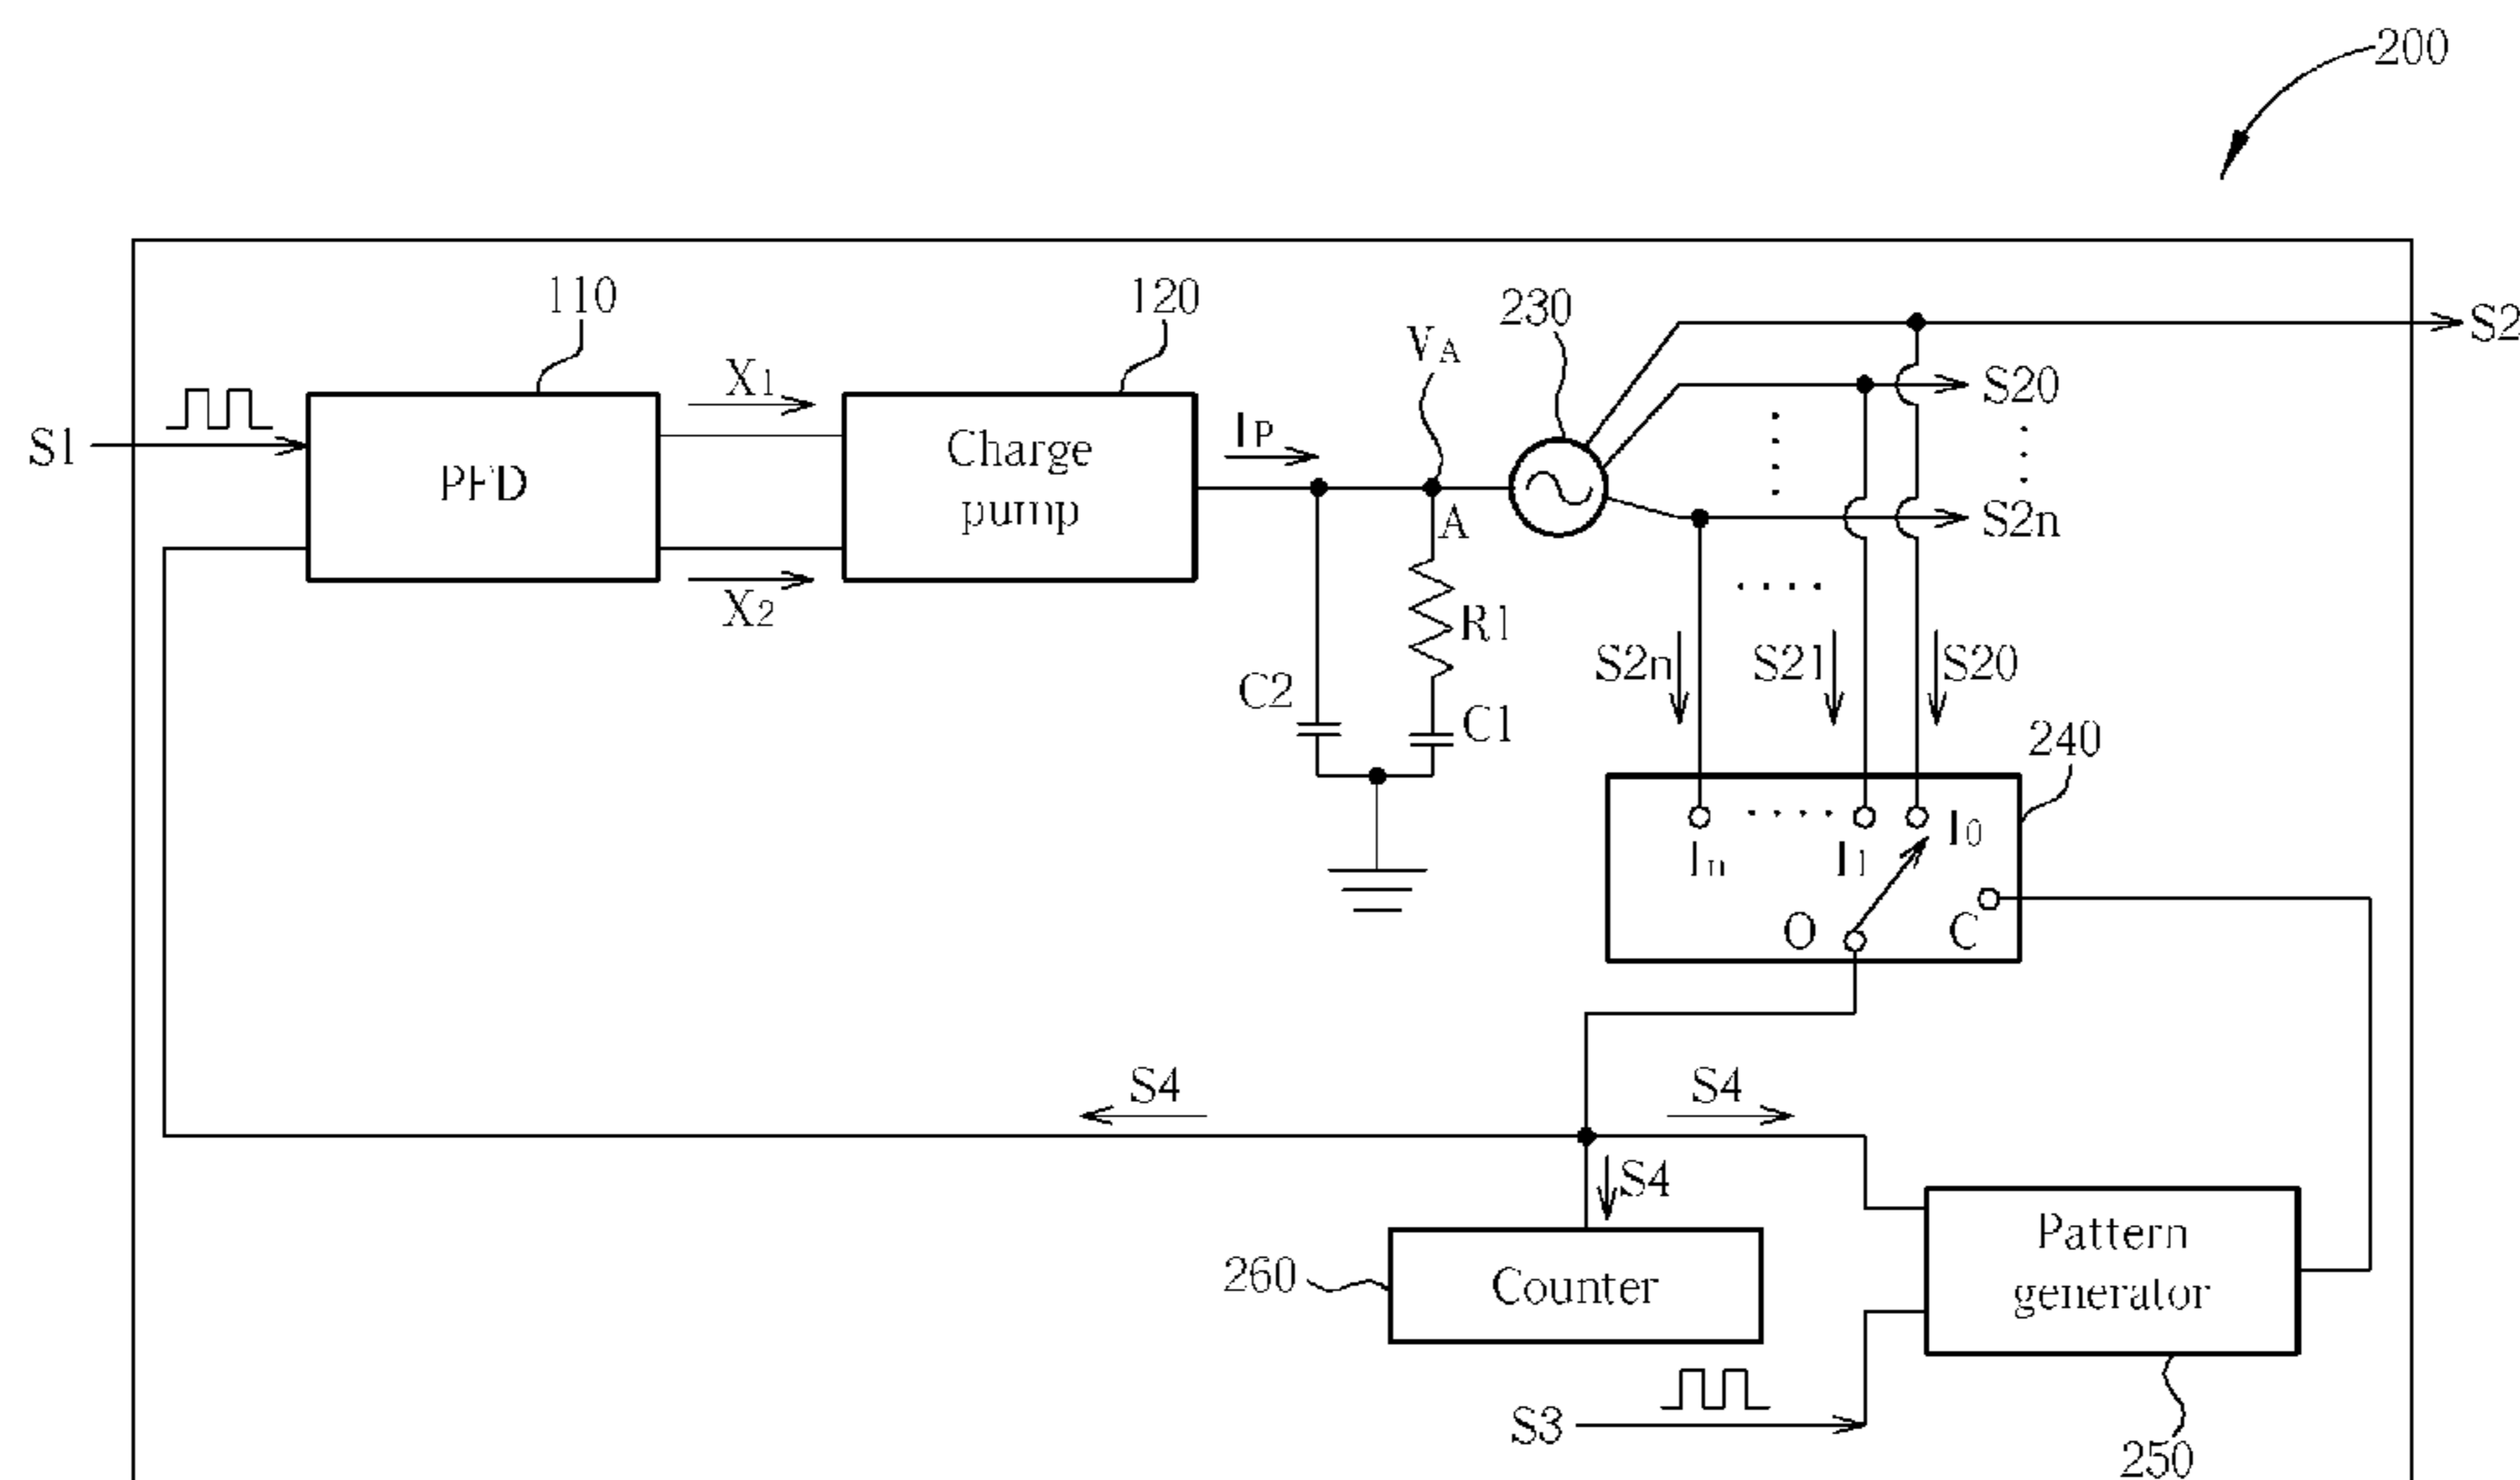 200
110
120
230
VA
S2
X1
S20
IP
Charge
pump
S1
PFD
A
S2n
X2
R1
C2
S2n
S21
S20
C1
240
In
I1
I0
O
C
S4
S4
S4
Pattern
generator
260
Counter
S3
250